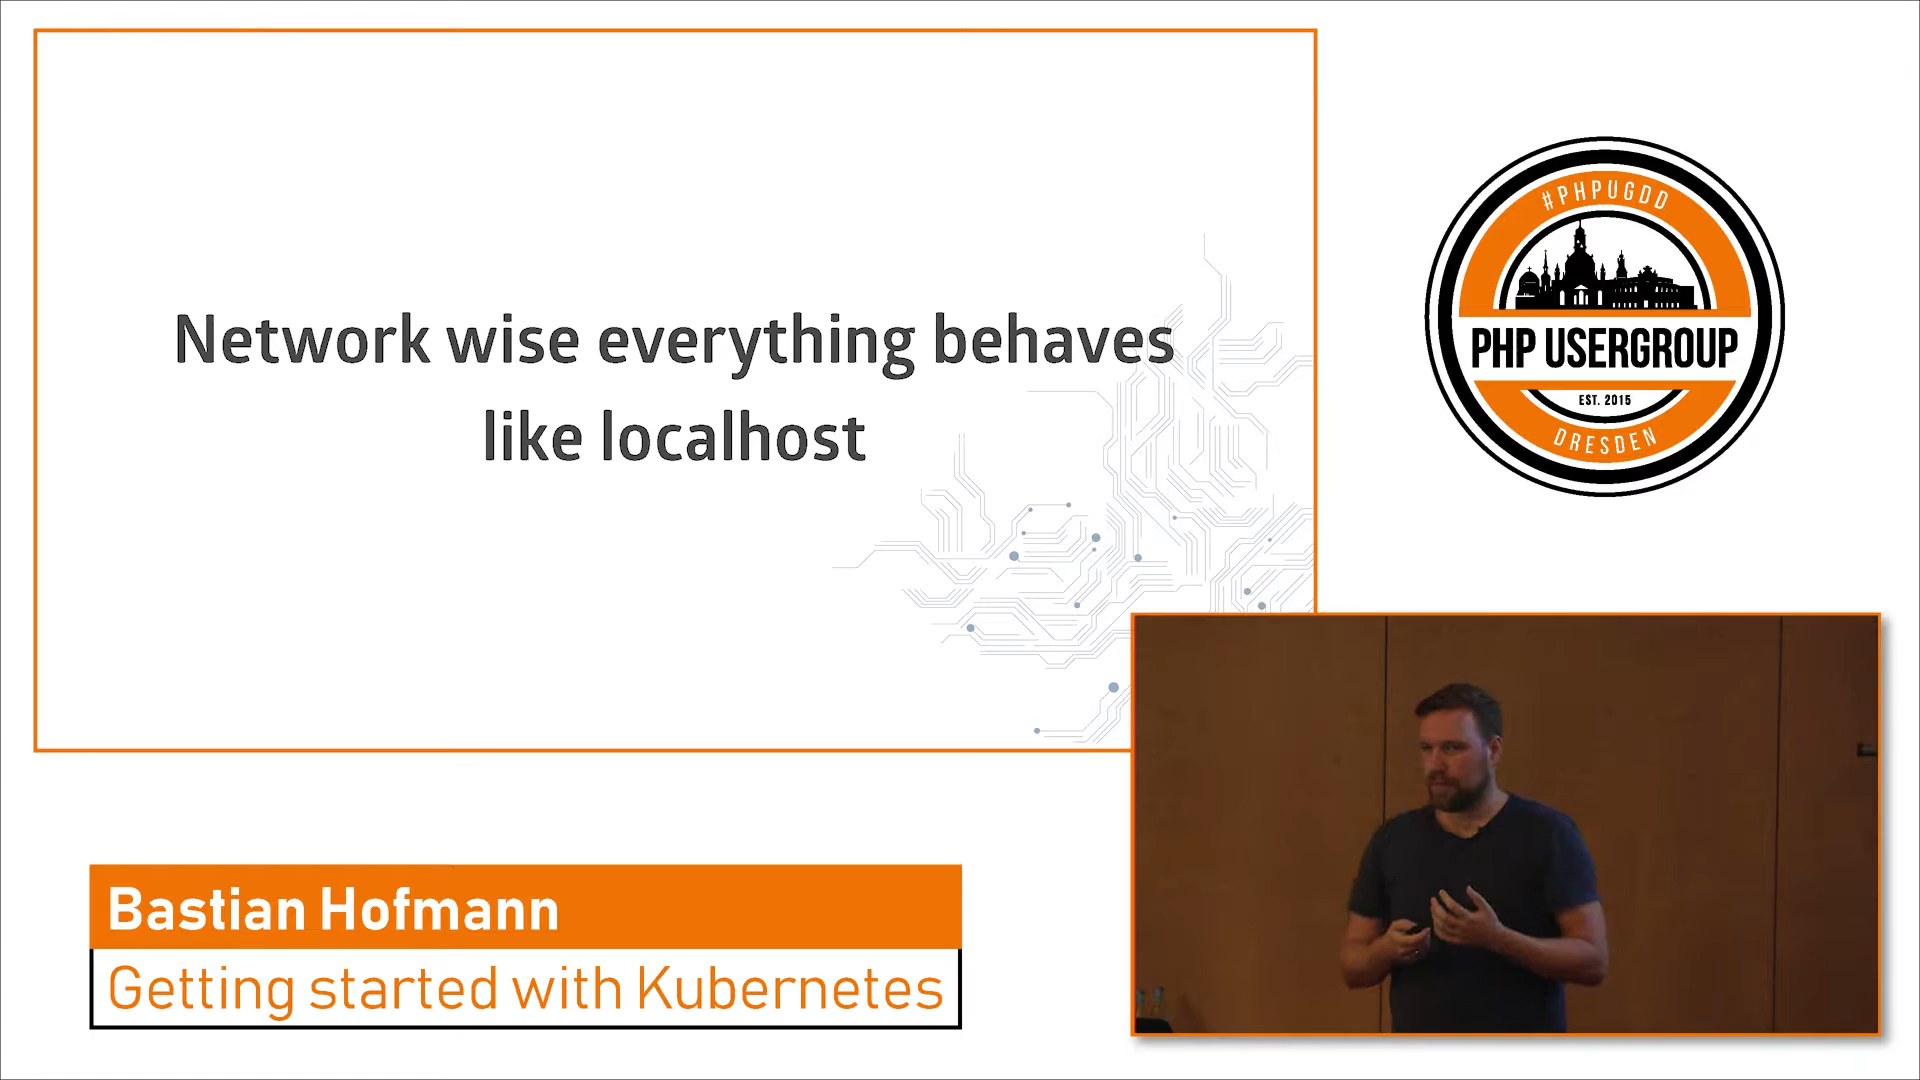 Network wise everything behaves
like localhost
#PHPUGDD
PHP USERGROUP
EST. 2015
DRESDEN
Bastian Hofmann
Getting started with Kubernetes